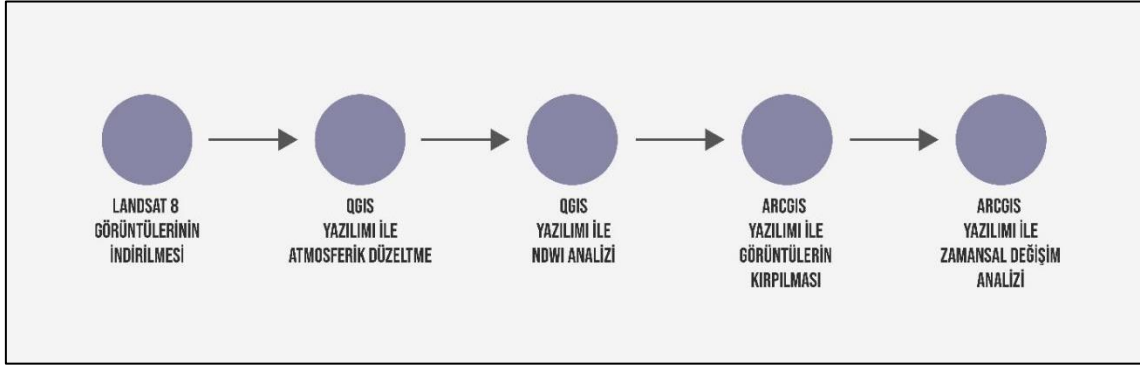 LANDSAT 8
GÖRÜNTÜLERİNİN
İNDİRİLMESİ
QGIS
YAZILIMI İLE
ATMOSFERİK DÜZELTME
QGIS
YAZILIMI İLE
NDWI ANALİZİ
ARCGIS
YAZILIMI İLE
GÖRÜNTÜLERİN
KIRPILMASI
ARCGIS
YAZILIMI İLE
ZAMANSAL DEĞİŞİM
ANALİZİ